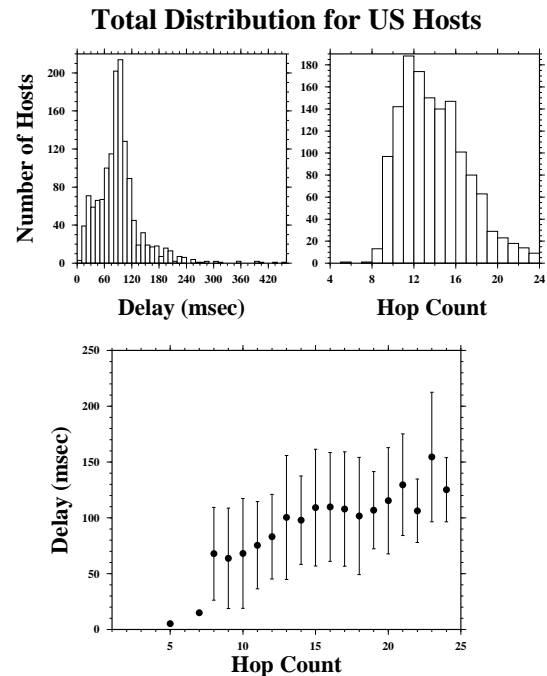 Total Distribution for US Hosts
Number of Hosts
200
160
120
80
40
0
0 60 120 180 240 300 360 420
Delay (msec)
180
160
140
120
100
80
60
40
20
0
4 8 12 16 20 24
Hop Count
Delay (msec)
250
200
150
100
50
0
5 10 15 20 25
Hop Count